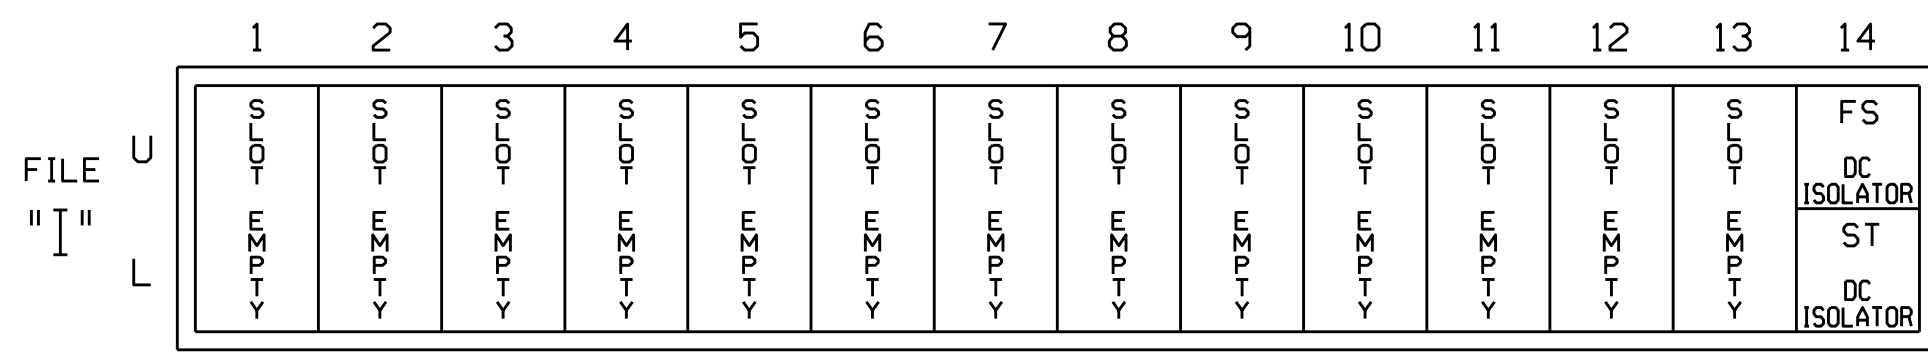 1 2 3 4 5 6 7 8 9 10 11 12 13 14
FILE "I"
U
L
SLOT EMPTY
SLOT EMPTY
SLOT EMPTY
SLOT EMPTY
SLOT EMPTY
SLOT EMPTY
SLOT EMPTY
SLOT EMPTY
SLOT EMPTY
SLOT EMPTY
SLOT EMPTY
SLOT EMPTY
SLOT EMPTY
FS
DC
ISOLATOR
ST
DC
ISOLATOR